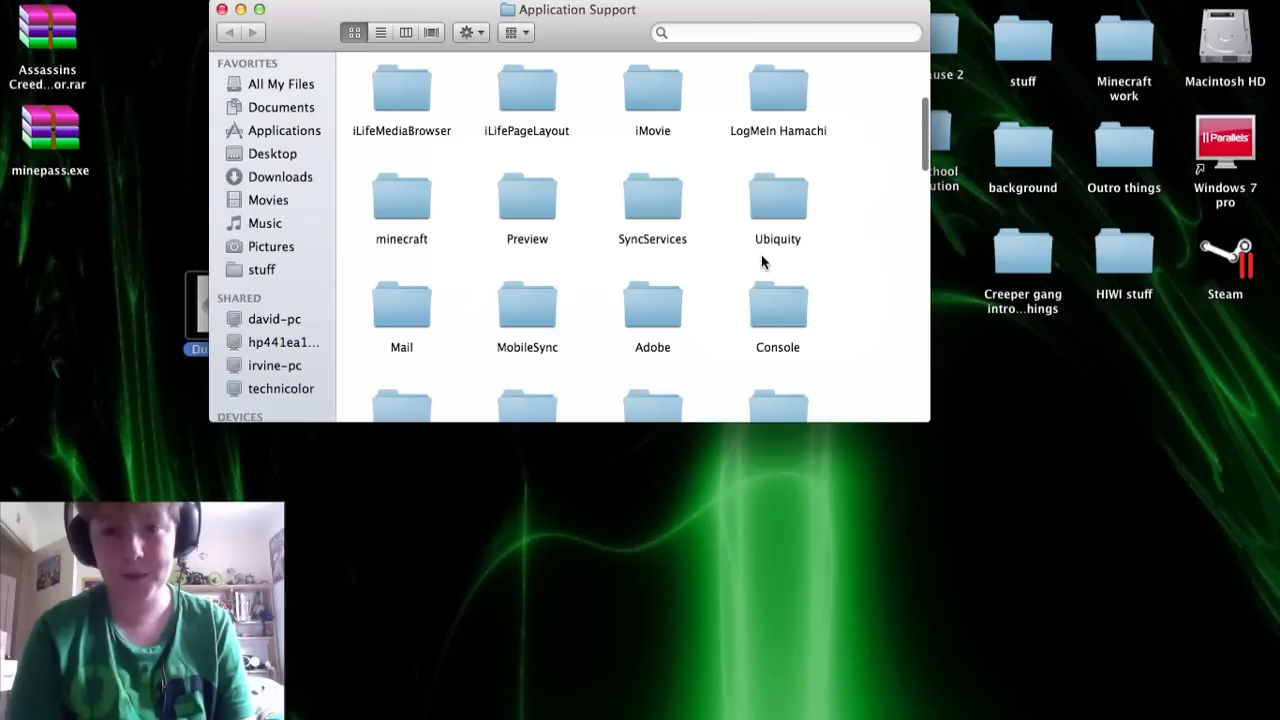 Application Support
FAVORITES
All My Files
Documents
Applications
Desktop
Downloads
Movies
Music
Pictures
stuff
SHARED
david-pc
hp441ea1...
irvine-pc
technicolor
DEVICES
iLifeMediaBrowser
iLifePageLayout
iMovie
LogMeIn Hamachi
minecraft
Preview
SyncServices
Ubiquity
Mail
MobileSync
Adobe
Console
Assassins
Creed...or.rar
minepass.exe
stuff
Minecraft
work
Macintosh HD
background
Outro things
|| Parallels
Windows 7
pro
Creeper gang
intro...hings
HIWI stuff
Steam